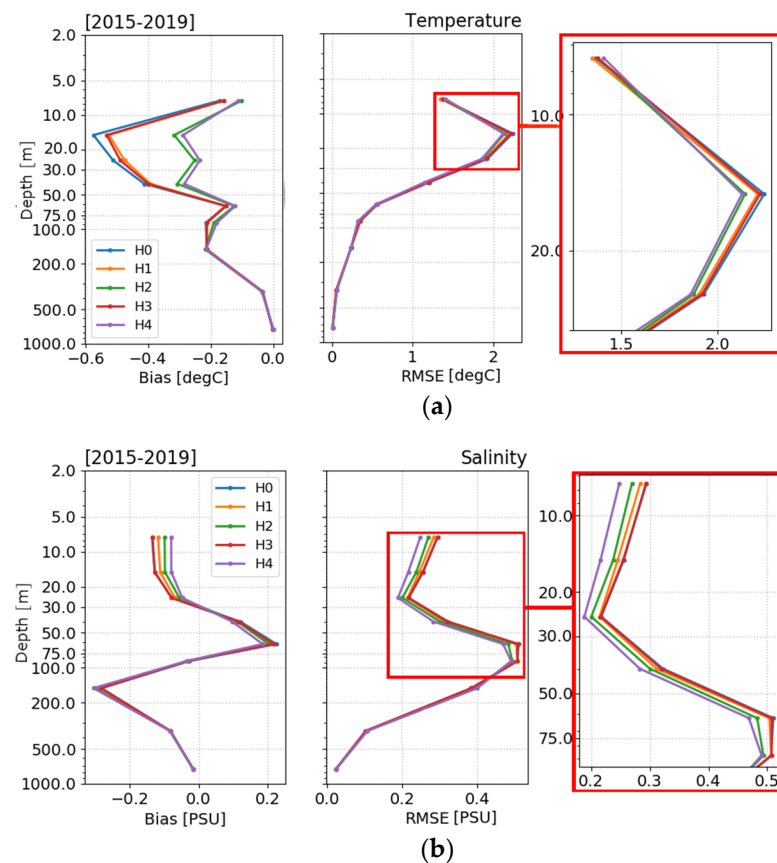 [2015-2019]
Temperature
2.0
5.0
10.0
20.0
30.0
50.0
75.0
100.0
200.0
500.0
1000.0
Depth [m]
H0
H1
H2
H3
H4
−0.6 −0.4 −0.2 0.0
Bias [degC]
0 1 2
RMSE [degC]
10.0
20.0
1.5 2.0
(a)
[2015-2019]
Salinity
2.0
5.0
10.0
20.0
30.0
50.0
75.0
100.0
200.0
500.0
1000.0
Depth [m]
H0
H1
H2
H3
H4
−0.2 0.0 0.2
Bias [PSU]
0.0 0.2 0.4
RMSE [PSU]
10.0
20.0
30.0
50.0
75.0
0.2 0.3 0.4 0.5
(b)